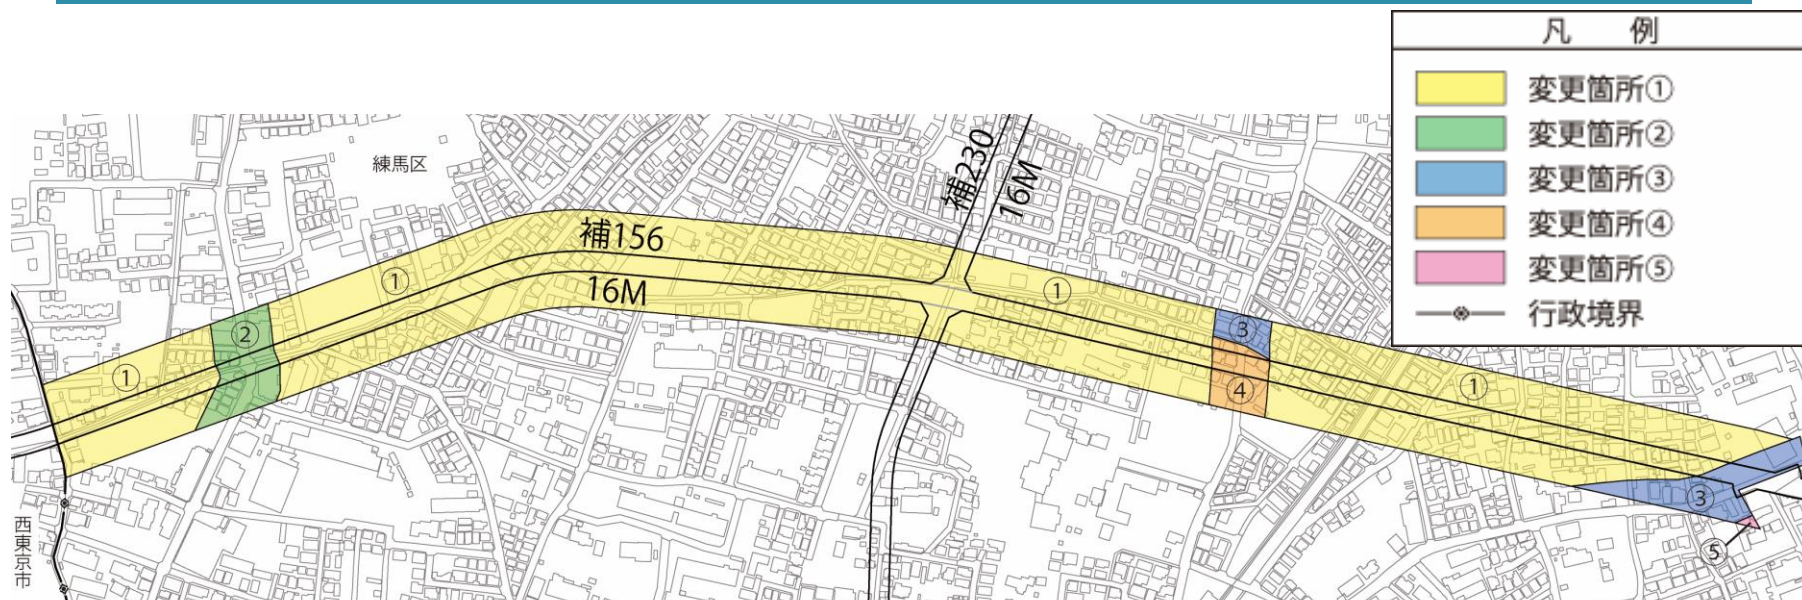 凡 例
変更箇所①
変更箇所②
変更箇所③
変更箇所④
変更箇所⑤
行政境界
練馬区
補230
16M
補156
16M
①
②
①
①
③
④
①
③
⑤
西東京市